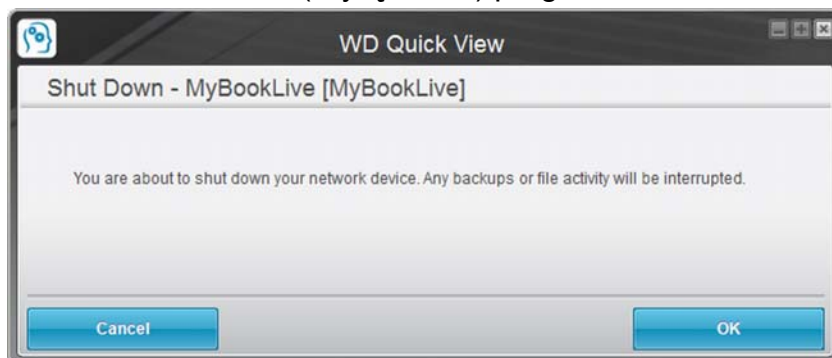 WD Quick View
Shut Down - MyBookLive [MyBookLive]
You are about to shut down your network device. Any backups or file activity will be interrupted.
Cancel
OK